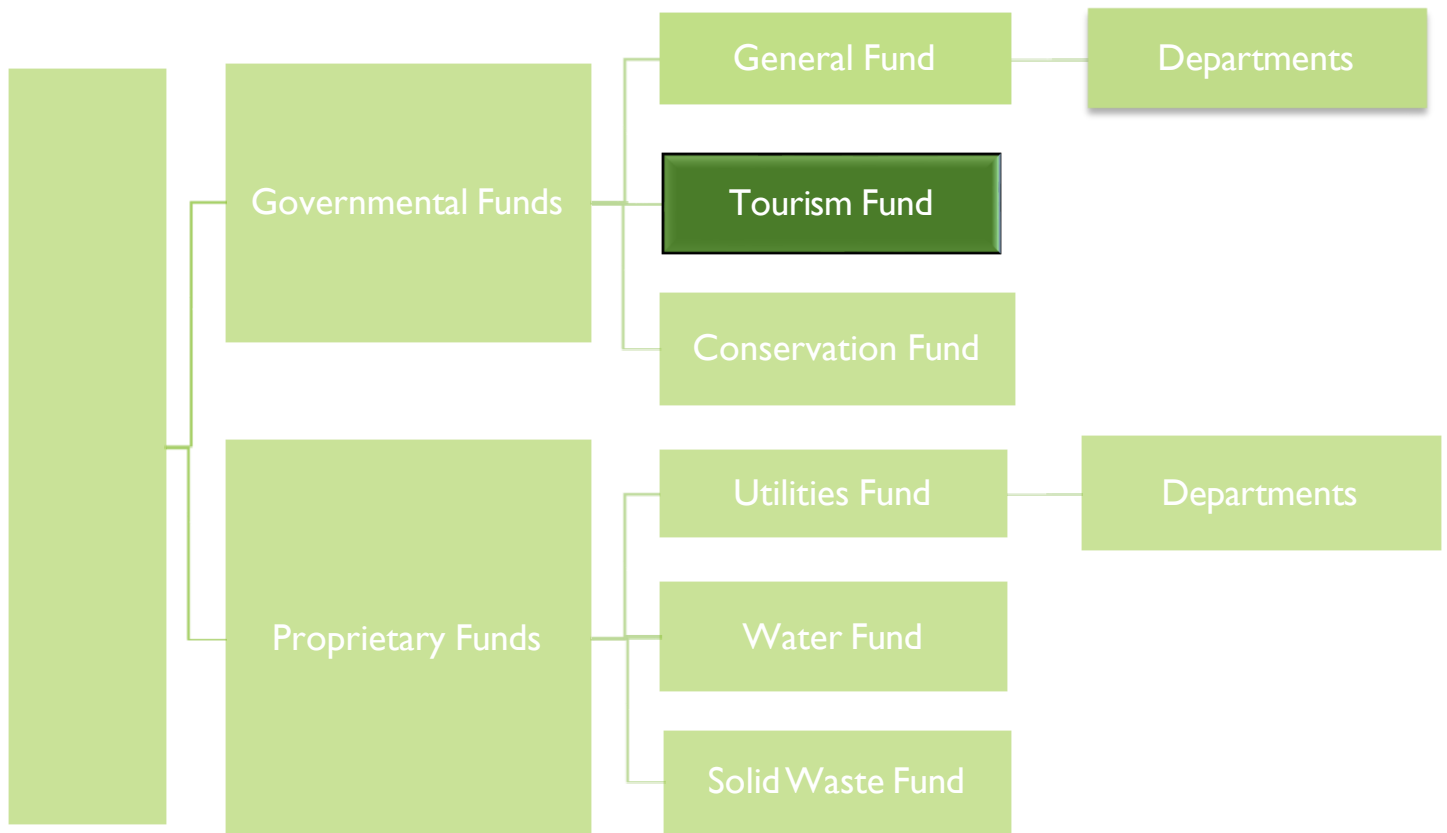 General Fund
Departments
Governmental Funds
Tourism Fund
Conservation Fund
Utilities Fund
Departments
Proprietary Funds
Water Fund
Solid Waste Fund